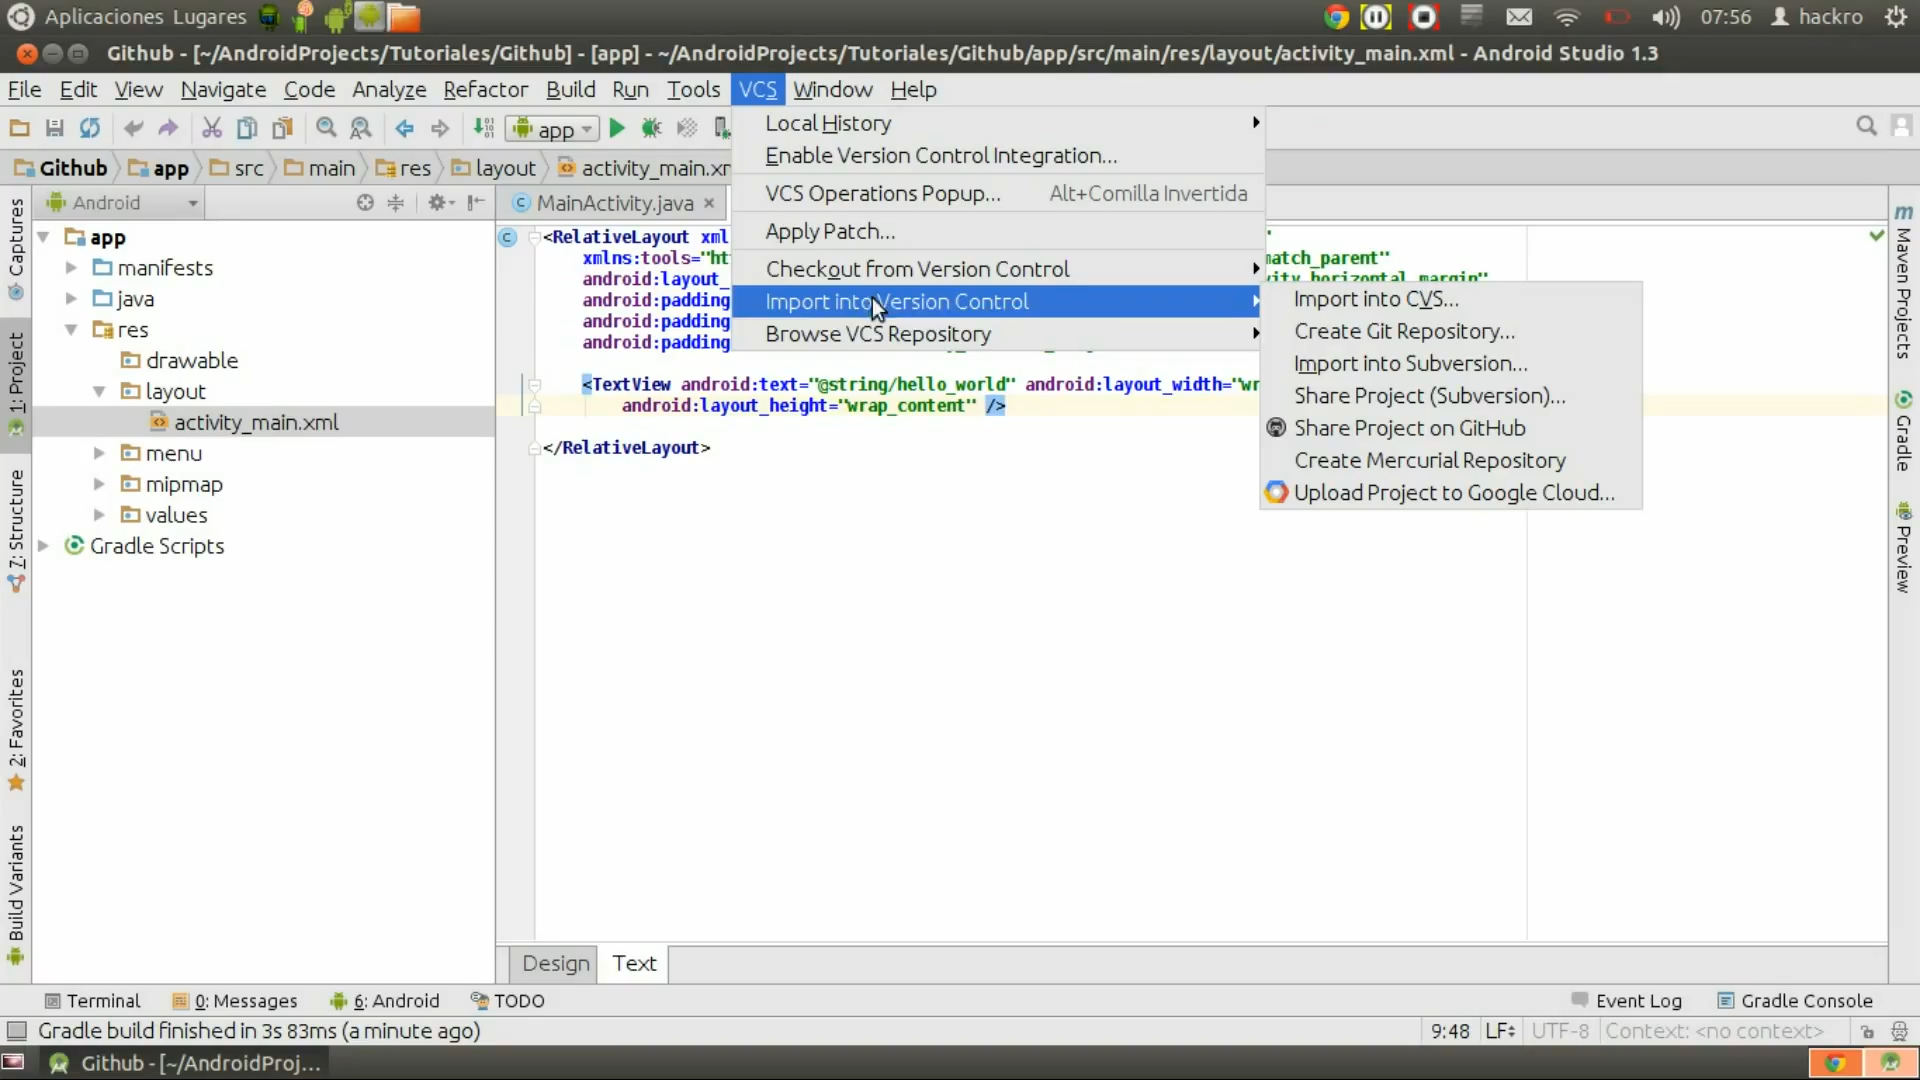 Aplicaciones Lugares 07:56 hackro
Github - [~/AndroidProjects/Tutoriales/Github] - [app] - ~/AndroidProjects/Tutoriales/Github/app/src/main/res/layout/activity_main.xml - Android Studio 1.3
File Edit View Navigate Code Analyze Refactor Build Run Tools VCS Window Help
app
Github app src main res layout activity_main.xm
Android
MainActivity.java
Local History
Enable Version Control Integration...
VCS Operations Popup... Alt+Comilla Invertida
Apply Patch...
Checkout from Version Control
Import into Version Control
Browse VCS Repository
Import into CVS...
Create Git Repository...
Import into Subversion...
Share Project (Subversion)...
Share Project on GitHub
Create Mercurial Repository
Upload Project to Google Cloud...
app
manifests
java
res
drawable
layout
activity_main.xml
menu
mipmap
values
Gradle Scripts
<RelativeLayout xml "
xmlns:tools="ht match_parent"
android:layout_ vity_horizontal_margin"
android:padding
android:padding
android:padding
<TextView android:text="@string/hello_world" android:layout_width="wr
android:layout_height="wrap_content" />
</RelativeLayout>
Captures
1: Project
7: Structure
2: Favorites
Build Variants
m
Maven Projects
Gradle
Preview
Design Text
Terminal 0: Messages 6: Android TODO Event Log Gradle Console
Gradle build finished in 3s 83ms (a minute ago) 9:48 LF UTF-8 Context: <no context>
Github - [~/AndroidProj...